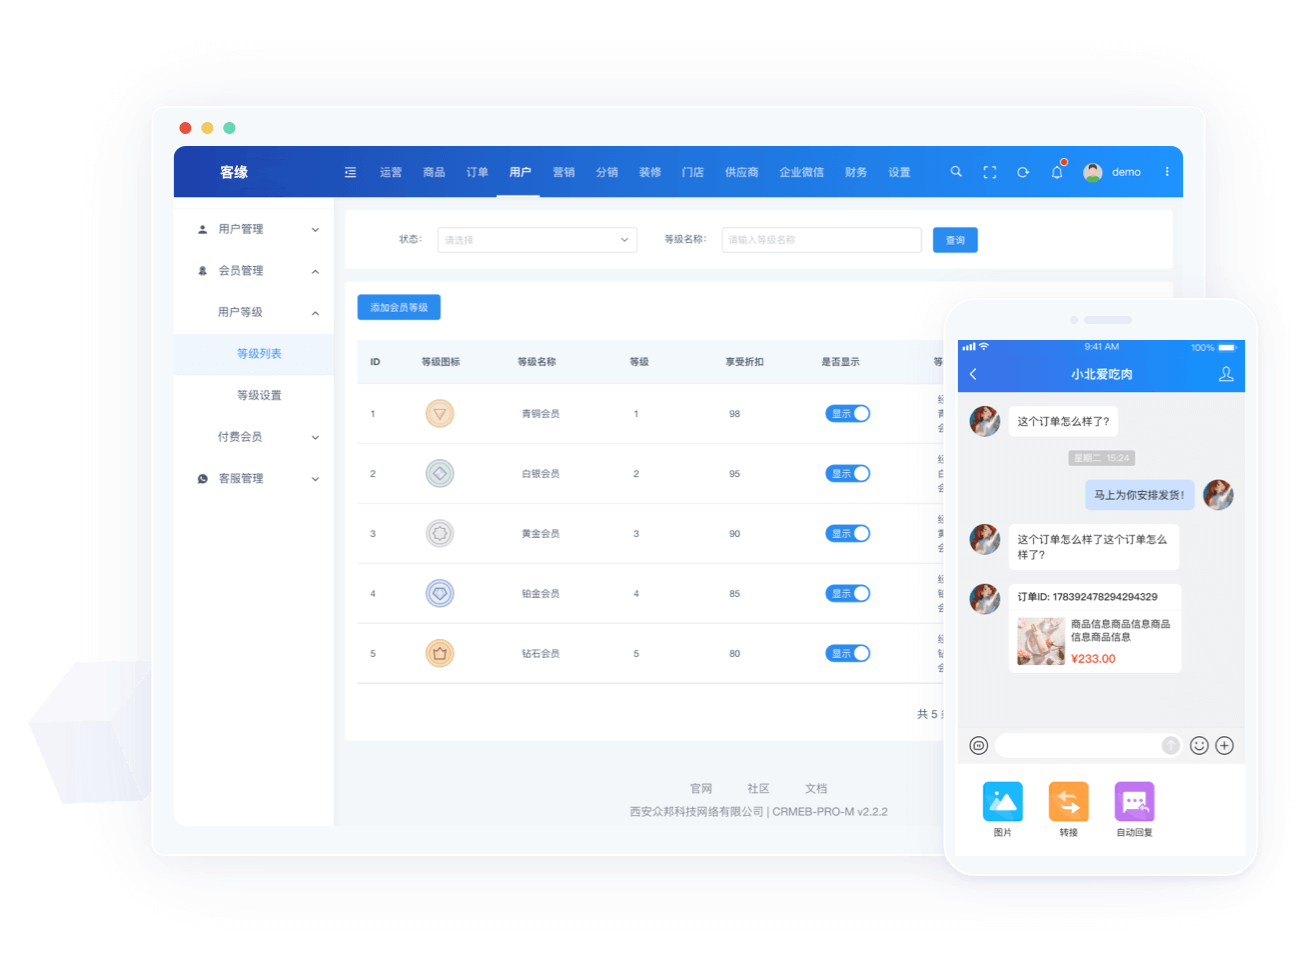 客缘
运营 商品 订单 用户 营销 分销 装修 门店 供应商 企业微信 财务 设置
demo
用户管理
会员管理
用户等级
等级列表
等级设置
付费会员
客服管理
状态： 请选择 等级名称： 请输入等级名称 查询
添加会员等级
ID 等级图标 等级名称 等级 享受折扣 是否显示 等
1 青铜会员 1 98 显示
2 白银会员 2 95 显示
3 黄金会员 3 90 显示
4 铂金会员 4 85 显示
5 钻石会员 5 80 显示
共 5
官网 社区 文档
西安众邦科技网络有限公司 | CRMEB-PRO-M v2.2.2
9:41 AM 100%
小北爱吃肉
这个订单怎么样了?
星期二 15:24
马上为你安排发货!
这个订单怎么样了这个订单怎么
样了?
订单ID: 178392478294294329
商品信息商品信息商品
信息商品信息
¥233.00
图片 转接 自动回复